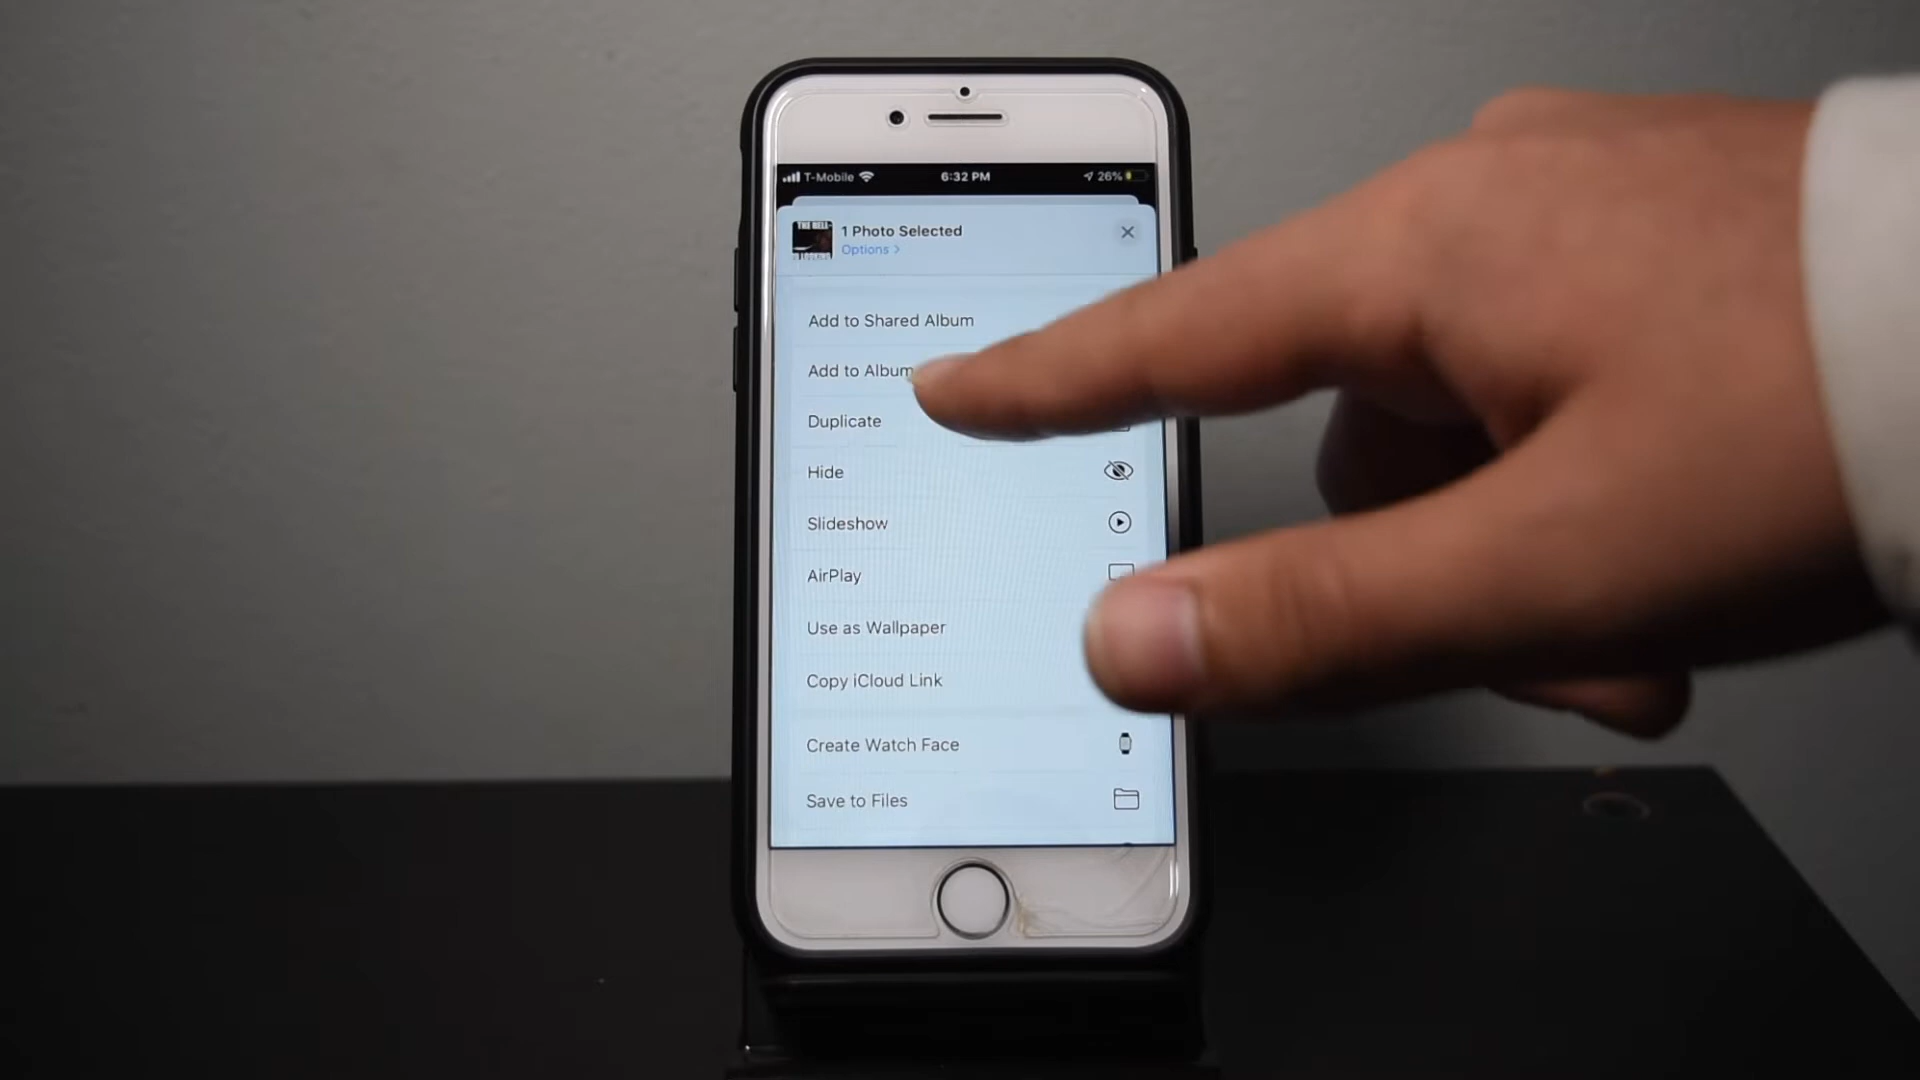 T-Mobile 6:32 PM 26%
1 Photo Selected
Options >
Add to Shared Album
Add to Album
Duplicate
Hide
Slideshow
AirPlay
Use as Wallpaper
Copy iCloud Link
Create Watch Face
Save to Files